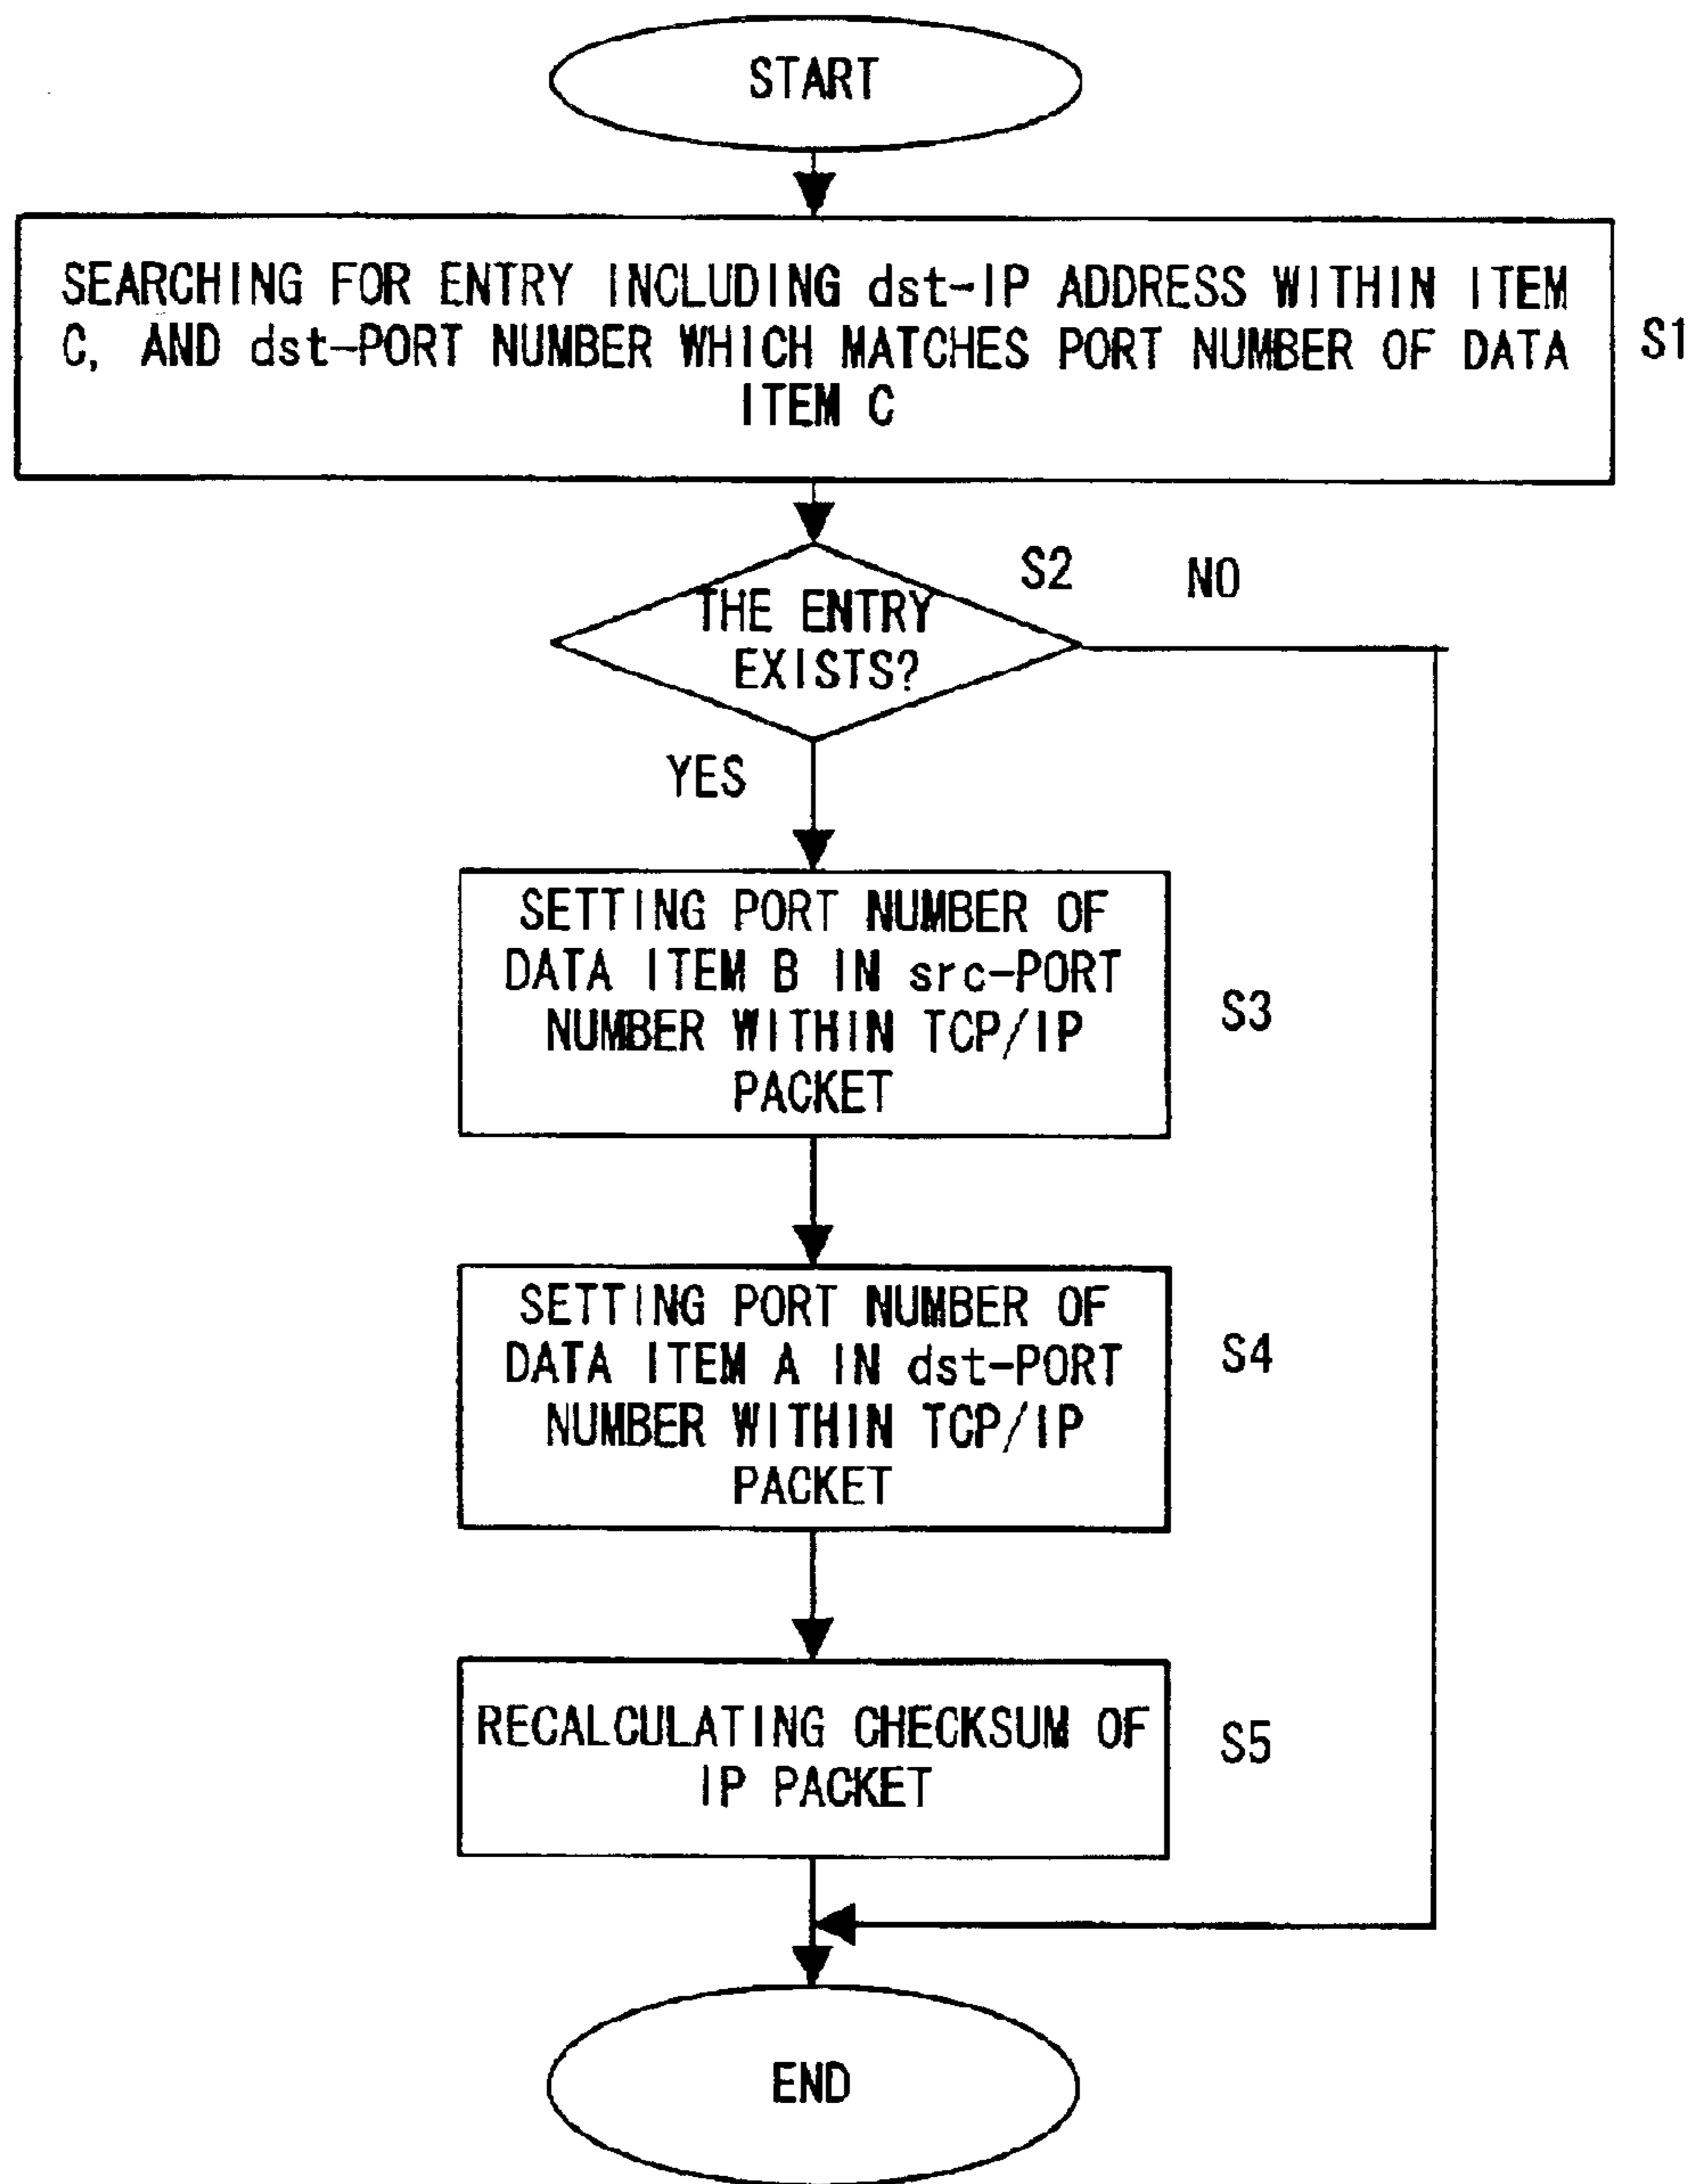 START
SEARCHING FOR ENTRY INCLUDING dst-IP ADDRESS WITHIN ITEM
C, AND dst-PORT NUMBER WHICH MATCHES PORT NUMBER OF DATA
ITEM C
S1
S2
NO
THE ENTRY
EXISTS?
YES
SETTING PORT NUMBER OF
DATA ITEM B IN src-PORT
NUMBER WITHIN TCP/IP
PACKET
S3
SETTING PORT NUMBER OF
DATA ITEM A IN dst-PORT
NUMBER WITHIN TCP/IP
PACKET
S4
RECALCULATING CHECKSUM OF
IP PACKET
S5
END